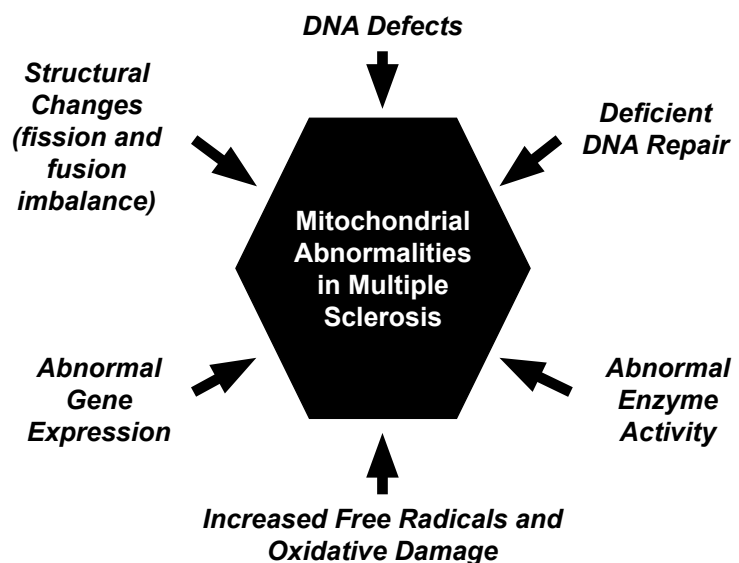 DNA Defects
Structural
Changes
(fission and
fusion
imbalance)
Deficient
DNA Repair
Mitochondrial
Abnormalities
in Multiple
Sclerosis
Abnormal
Gene
Expression
Abnormal
Enzyme
Activity
Increased Free Radicals and
Oxidative Damage